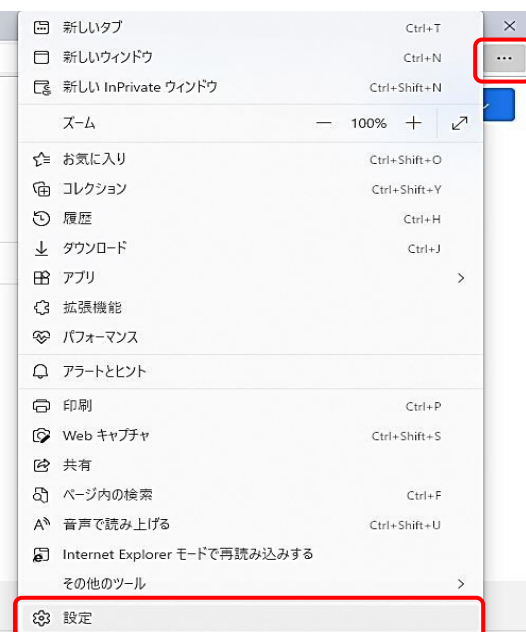 新しいタブ Ctrl+T
新しいウィンドウ Ctrl+N
新しい InPrivate ウィンドウ Ctrl+Shift+N
ズーム — 100% +
お気に入り Ctrl+Shift+O
コレクション Ctrl+Shift+Y
履歴 Ctrl+H
ダウンロード Ctrl+J
アプリ
拡張機能
パフォーマンス
アラートとヒント
印刷 Ctrl+P
Web キャプチャ Ctrl+Shift+S
共有
ページ内の検索 Ctrl+F
音声で読み上げる Ctrl+Shift+U
Internet Explorer モードで再読み込みする
その他のツール
設定